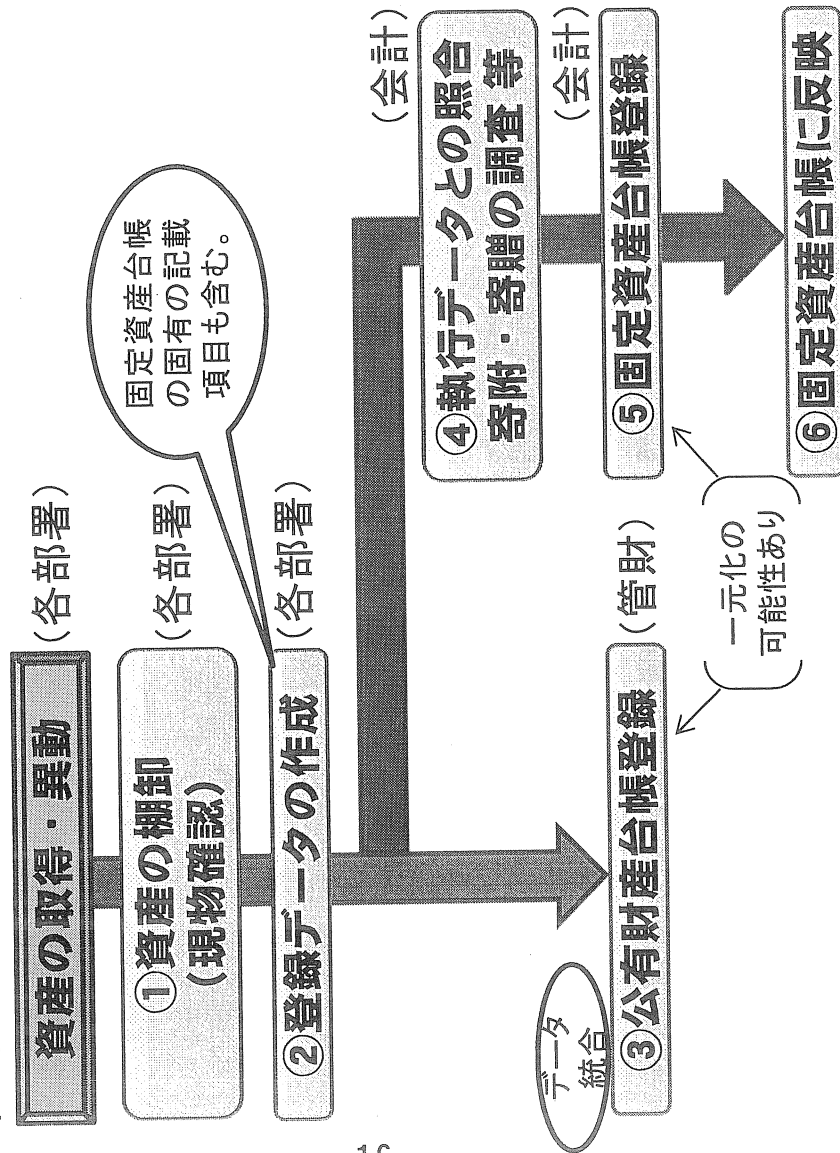 資産の取得・異動
(各部署)
①資産の棚卸
(現物確認)
(各部署)
②登録データの作成
(各部署)
固定資産台帳
の固有の記載
項目も含む。
データ
統合
③公有財産台帳登録
(管財)
一元化の
可能性あり
④執行データとの照合
寄附・寄贈の調査 等
(会計)
⑤固定資産台帳登録
(会計)
⑥固定資産台帳に反映